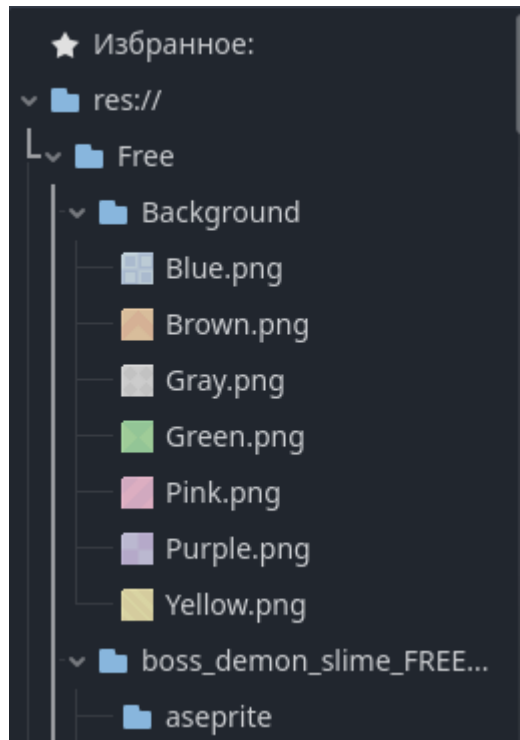 Избранное:
res://
Free
Background
Blue.png
Brown.png
Gray.png
Green.png
Pink.png
Purple.png
Yellow.png
boss_demon_slime_FREE...
aseprite